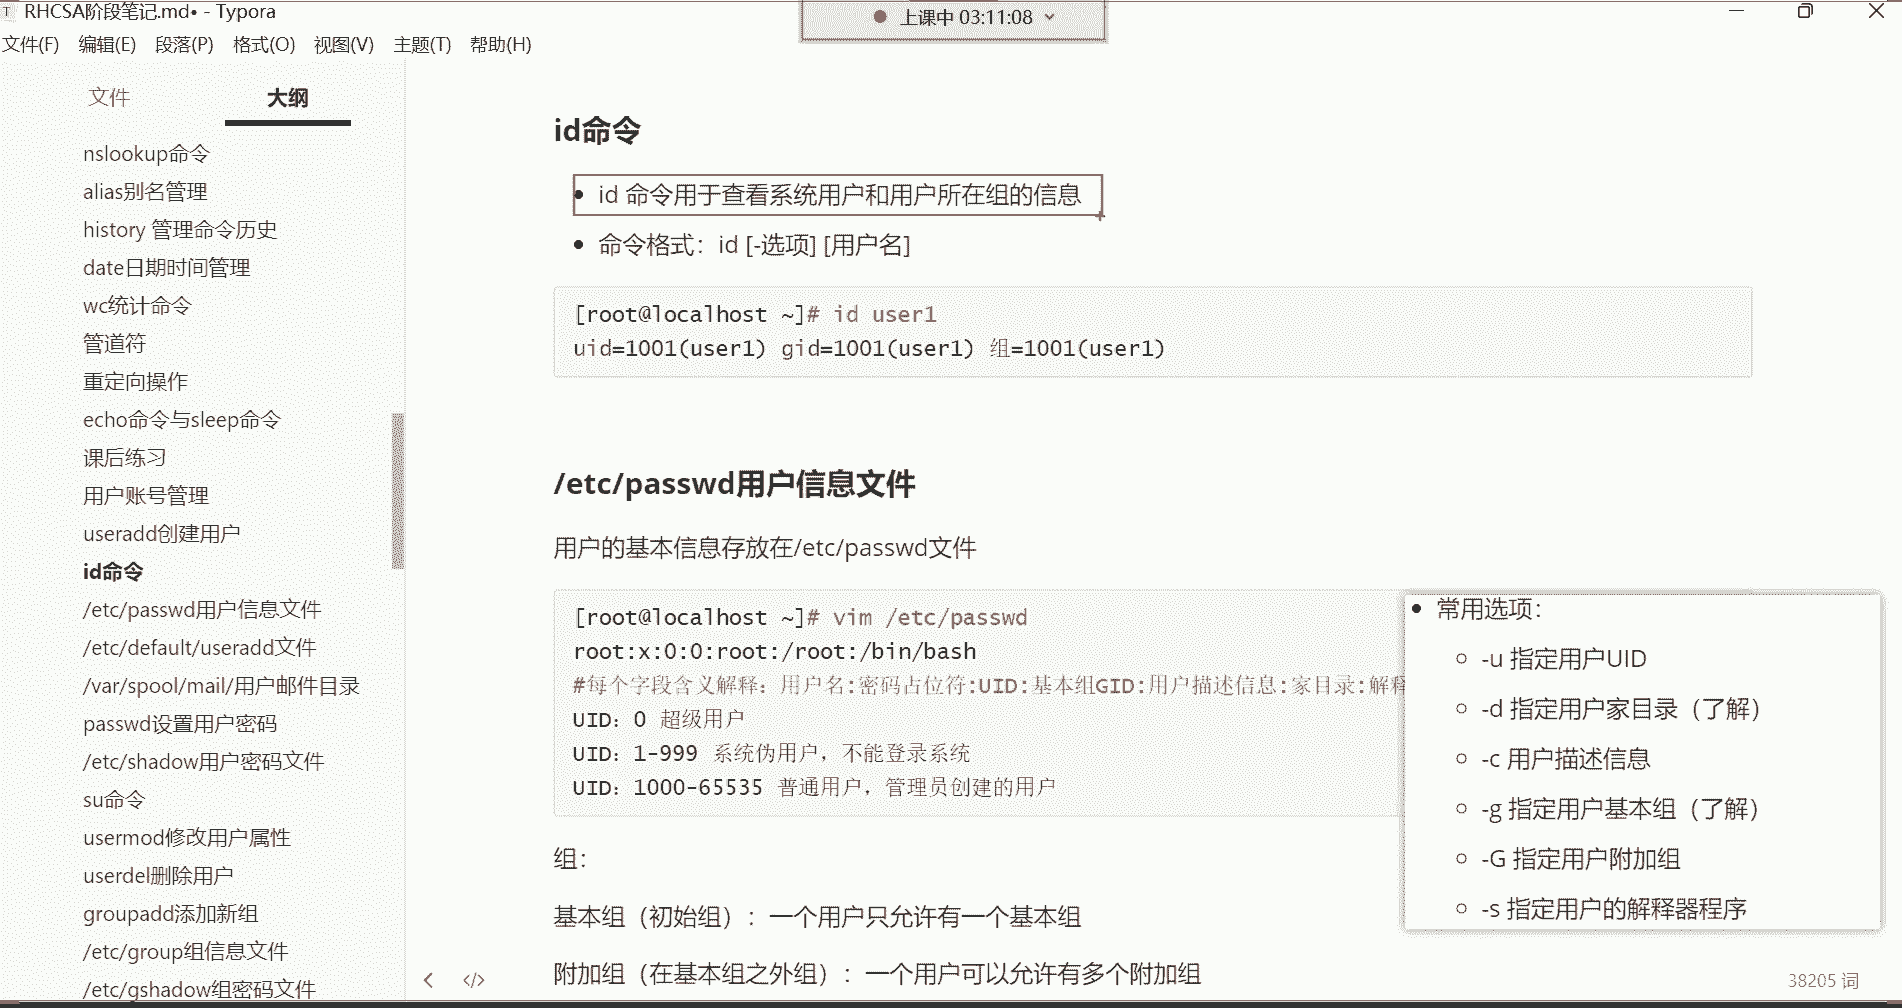 RHCSA阶段笔记.md• - Typora
上课中 03:11:08
文件(F) 编辑(E) 段落(P) 格式(O) 视图(V) 主题(T) 帮助(H)
文件 大纲
nslookup命令
alias别名管理
history 管理命令历史
date日期时间管理
wc统计命令
管道符
重定向操作
echo命令与sleep命令
课后练习
用户账号管理
useradd创建用户
id命令
/etc/passwd用户信息文件
/etc/default/useradd文件
/var/spool/mail/用户邮件目录
passwd设置用户密码
/etc/shadow用户密码文件
su命令
usermod修改用户属性
userdel删除用户
groupadd添加新组
/etc/group组信息文件
/etc/gshadow组密码文件
id命令
• id 命令用于查看系统用户和用户所在组的信息
• 命令格式：id [-选项] [用户名]
[root@localhost ~]# id user1
uid=1001(user1) gid=1001(user1) 组=1001(user1)
/etc/passwd用户信息文件
用户的基本信息存放在/etc/passwd文件
[root@localhost ~]# vim /etc/passwd
root:x:0:0:root:/root:/bin/bash
#每个字段含义解释：用户名:密码占位符:UID:基本组GID:用户描述信息:家目录:解释
UID：0 超级用户
UID：1-999 系统伪用户，不能登录系统
UID：1000-65535 普通用户，管理员创建的用户
组：
基本组（初始组）：一个用户只允许有一个基本组
附加组（在基本组之外组）：一个用户可以允许有多个附加组
• 常用选项：
-u 指定用户UID
-d 指定用户家目录（了解）
-c 用户描述信息
-g 指定用户基本组（了解）
-G 指定用户附加组
-s 指定用户的解释器程序
38205 词